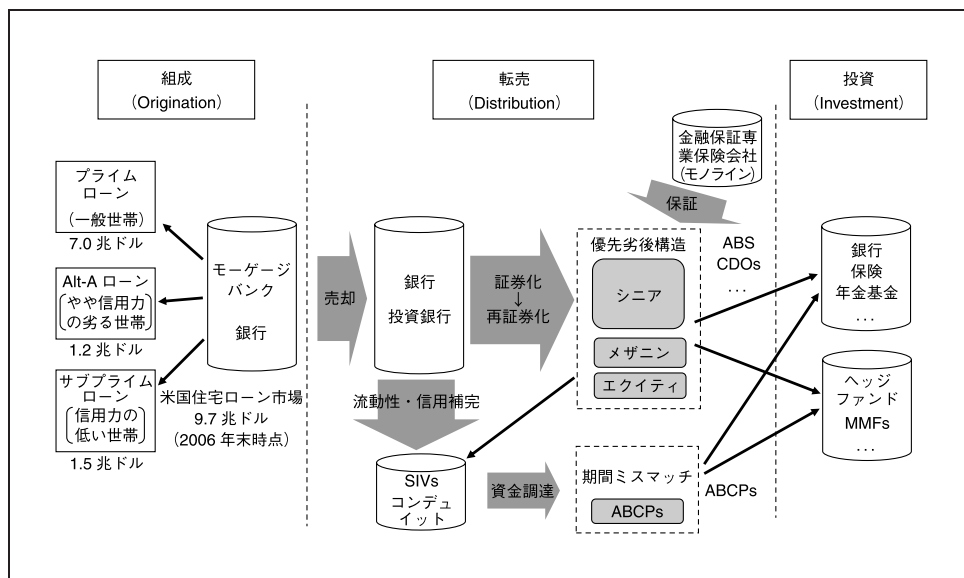 組成
（Origination）
転売
（Distribution）
投資
（Investment）
プライム
ローン
（一般世帯）
7.0 兆ドル
Alt-A ローン
〔やや信用力
の劣る世帯〕
1.2 兆ドル
サブプライム
ローン
〔信用力の
低い世帯〕
1.5 兆ドル
モーゲージ
バンク
銀行
米国住宅ローン市場
9.7 兆ドル
（2006 年末時点）
売却
銀行
投資銀行
流動性・信用補完
SIVs
コンデュ
イット
証券化
↓
再証券化
資金調達
金融保証専
業保険会社
(モノライン)
保証
優先劣後構造
シニア
メザニン
エクイティ
ABS
CDOs
...
期間ミスマッチ
ABCPs
ABCPs
銀行
保険
年金基金
...
ヘッジ
ファンド
MMFs
...